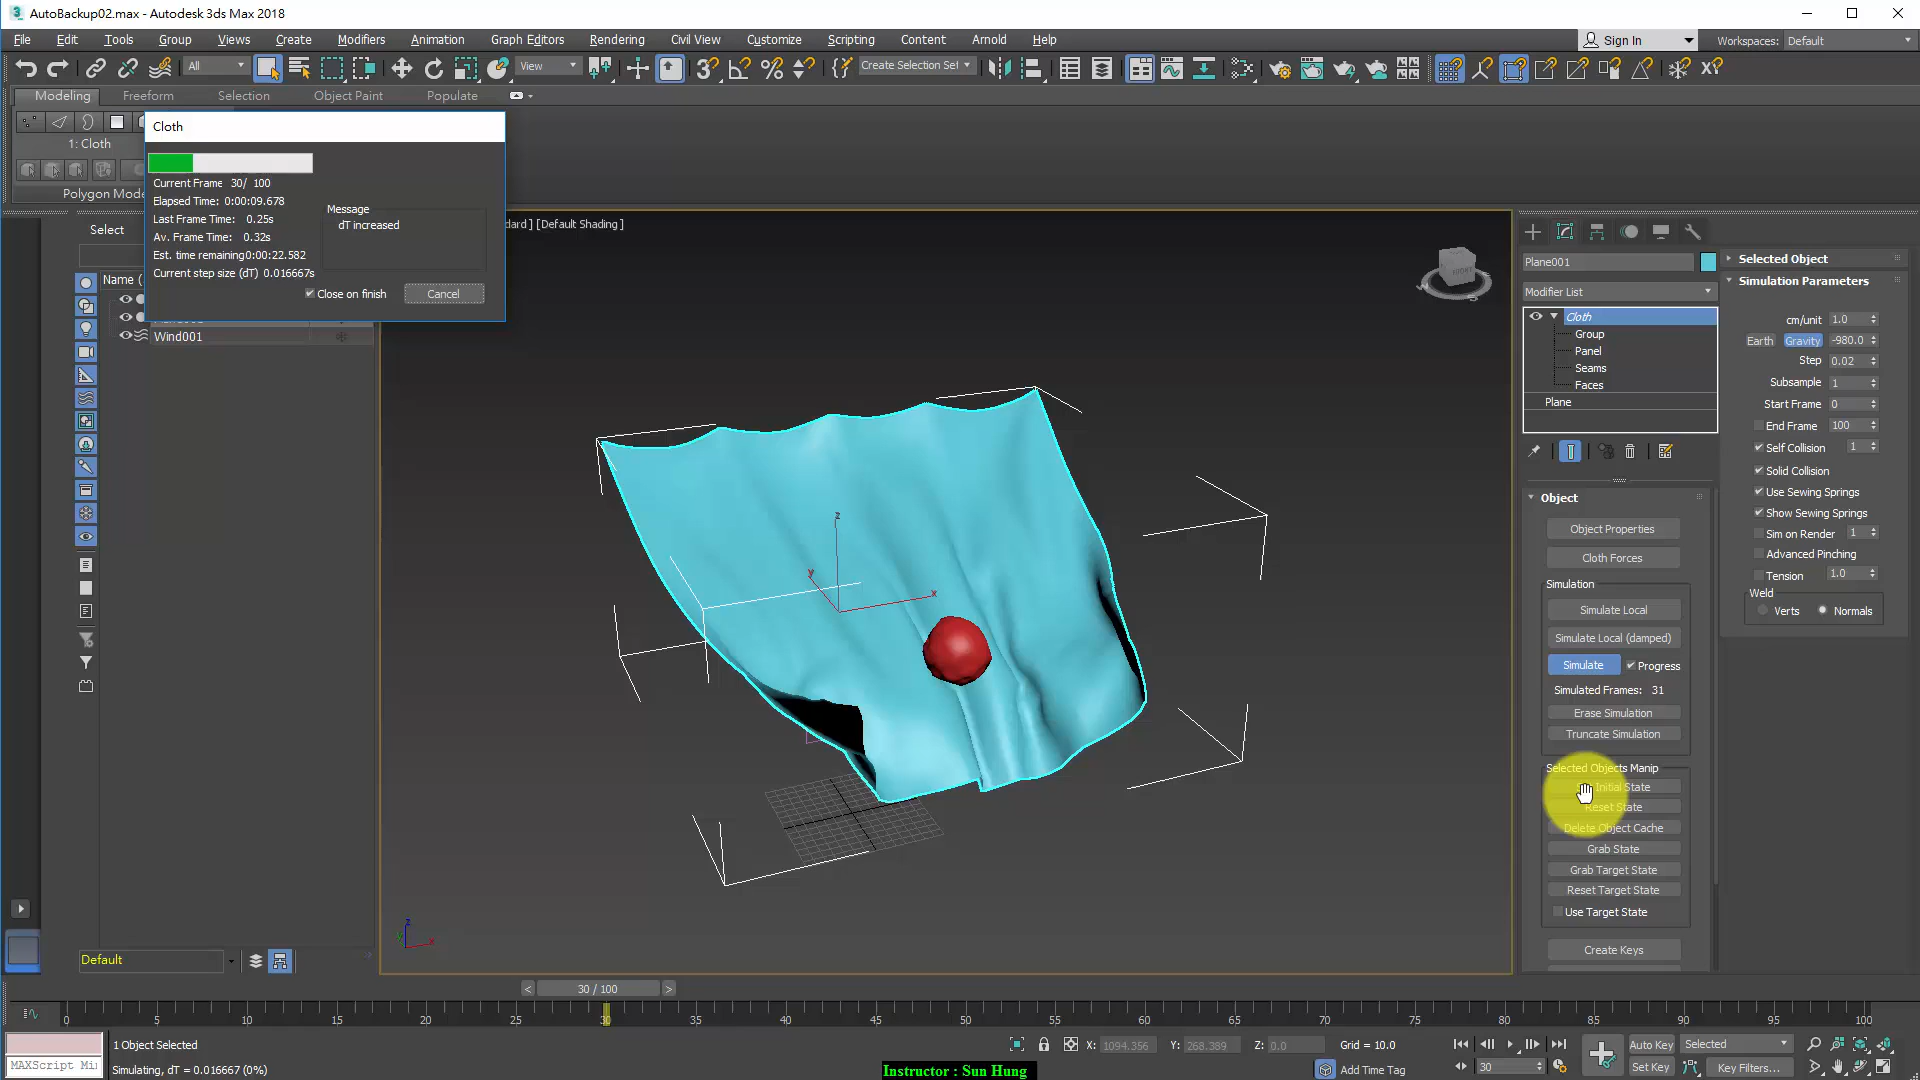 AutoBackup02.max - Autodesk 3ds Max 2018
File Edit Tools Group Views Create Modifiers Animation Graph Editors Rendering Civil View Customize Scripting Content Arnold Help
Sign In
Workspaces: Default
All
View
Create Selection Set
Modeling Freeform Selection Object Paint Populate
1: Cloth
Polygon Mode
Cloth
Current Frame 30/ 100
Elapsed Time: 0:00:09.678
Last Frame Time: 0.25s
Av. Frame Time: 0.32s
Est. time remaining 0:00:22.582
Current step size (dT) 0.016667s
Message
dT increased
Close on finish
Cancel
Select
Name (
Wind001
dard ] [Default Shading ]
z
y
x
Plane001
Modifier List
Cloth
Group
Panel
Seams
Faces
Plane
Object
Object Properties
Cloth Forces
Simulation
Simulate Local
Simulate Local (damped)
Simulate
Progress
Simulated Frames: 31
Erase Simulation
Truncate Simulation
Selected Objects Manip
Initial State
Reset State
Delete Object Cache
Grab State
Grab Target State
Reset Target State
Use Target State
Create Keys
Selected Object
Simulation Parameters
cm/unit 1.0
Earth Gravity -980.0
Step 0.02
Subsample 1
Start Frame 0
End Frame 100
Self Collision 1
Solid Collision
Use Sewing Springs
Show Sewing Springs
Sim on Render 1
Advanced Pinching
Tension 1.0
Weld
Verts Normals
Default
< 30 / 100 >
0 5 10 15 20 25 30 35 40 45 50 55 60 65 70 75 80 85 90 95 100
1 Object Selected
X: 1094.356 Y: 268.389 Z: 0.0 Grid = 10.0
Auto Key Selected
MAXScript Mi
Simulating, dT = 0.016667 (0%)
Instructor : Sun Hung
Add Time Tag
30
Set Key
Key Filters...